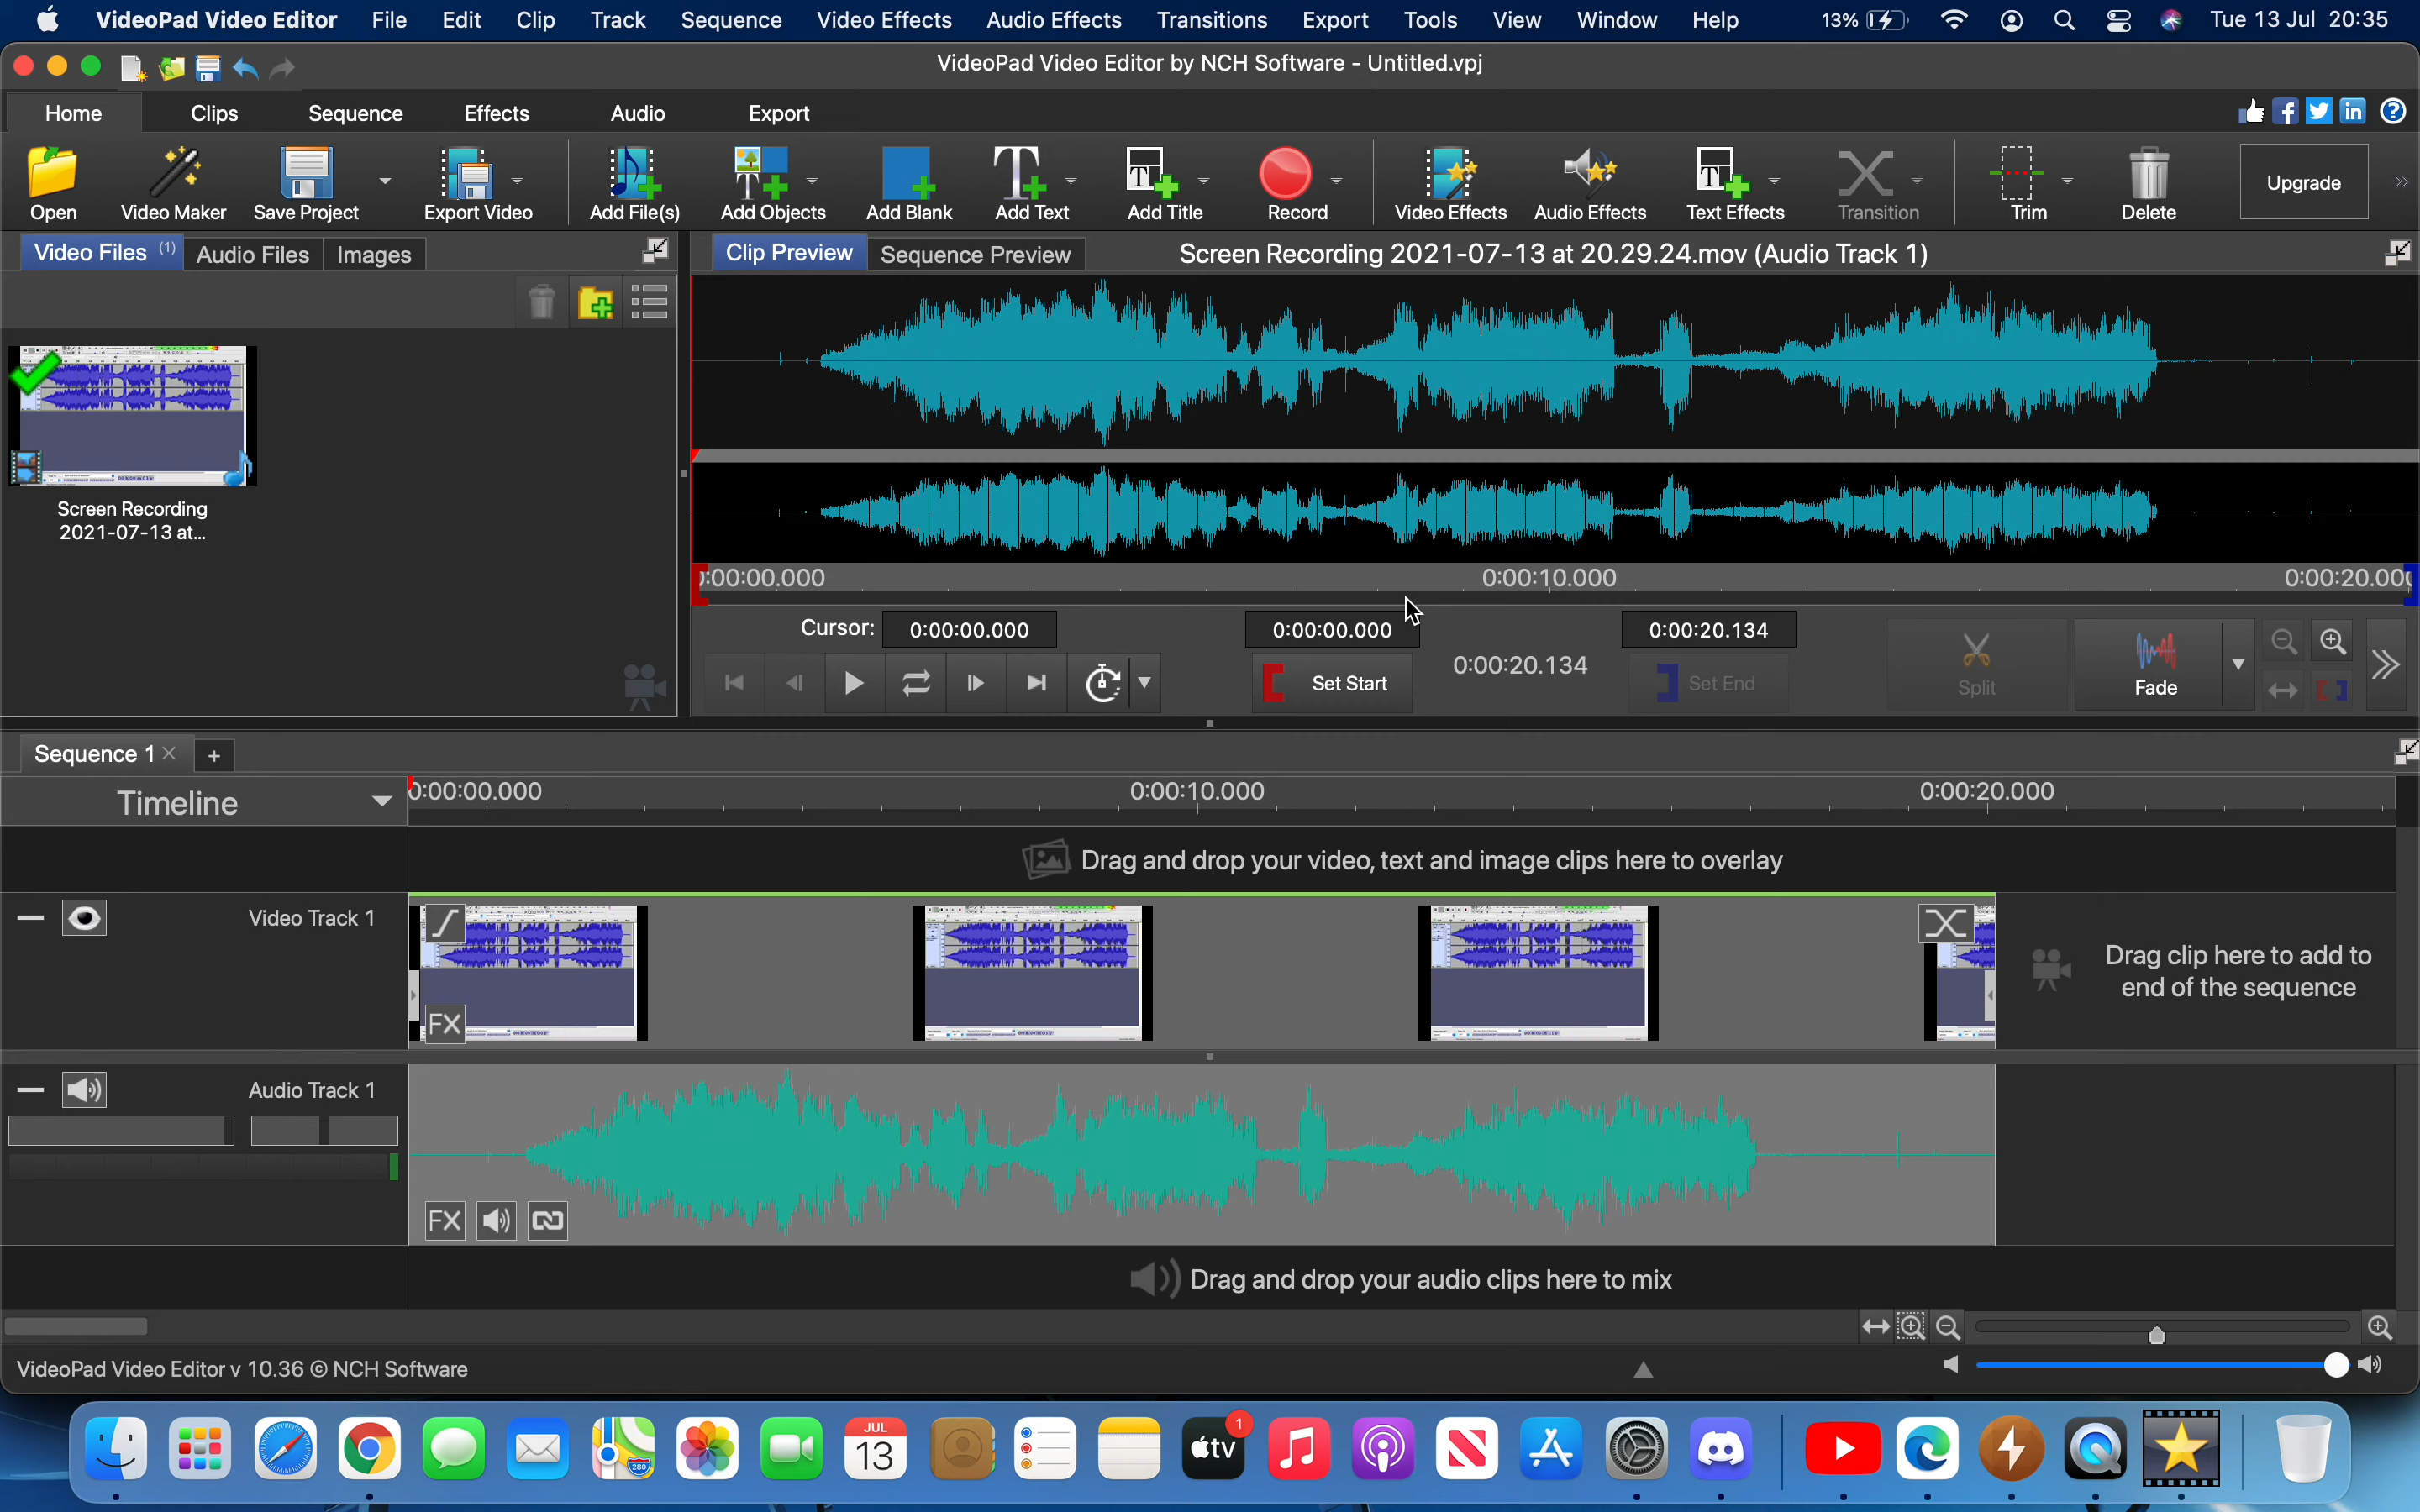 VideoPad Video Editor File Edit Clip Track Sequence Video Effects Audio Effects Transitions Export Tools View Window Help 13% Tue 13 Jul 20:35
VideoPad Video Editor by NCH Software - Untitled.vpj
Home Clips Sequence Effects Audio Export
Open Video Maker Save Project Export Video Add File(s) Add Objects Add Blank Add Text Add Title Record Video Effects Audio Effects Text Effects Transition Trim Delete Upgrade
Video Files (1) Audio Files Images
Clip Preview Sequence Preview Screen Recording 2021-07-13 at 20.29.24.mov (Audio Track 1)
Screen Recording
2021-07-13 at...
0:00:00.000 0:00:10.000 0:00:20.000
Cursor: 0:00:00.000 0:00:00.000 0:00:20.134
Set Start 0:00:20.134 Set End Split Fade
Sequence 1
Timeline 0:00:00.000 0:00:10.000 0:00:20.000
Drag and drop your video, text and image clips here to overlay
Video Track 1
FX
Drag clip here to add to
end of the sequence
Audio Track 1
FX
Drag and drop your audio clips here to mix
VideoPad Video Editor v 10.36 © NCH Software
JUL
13
280
tv
1